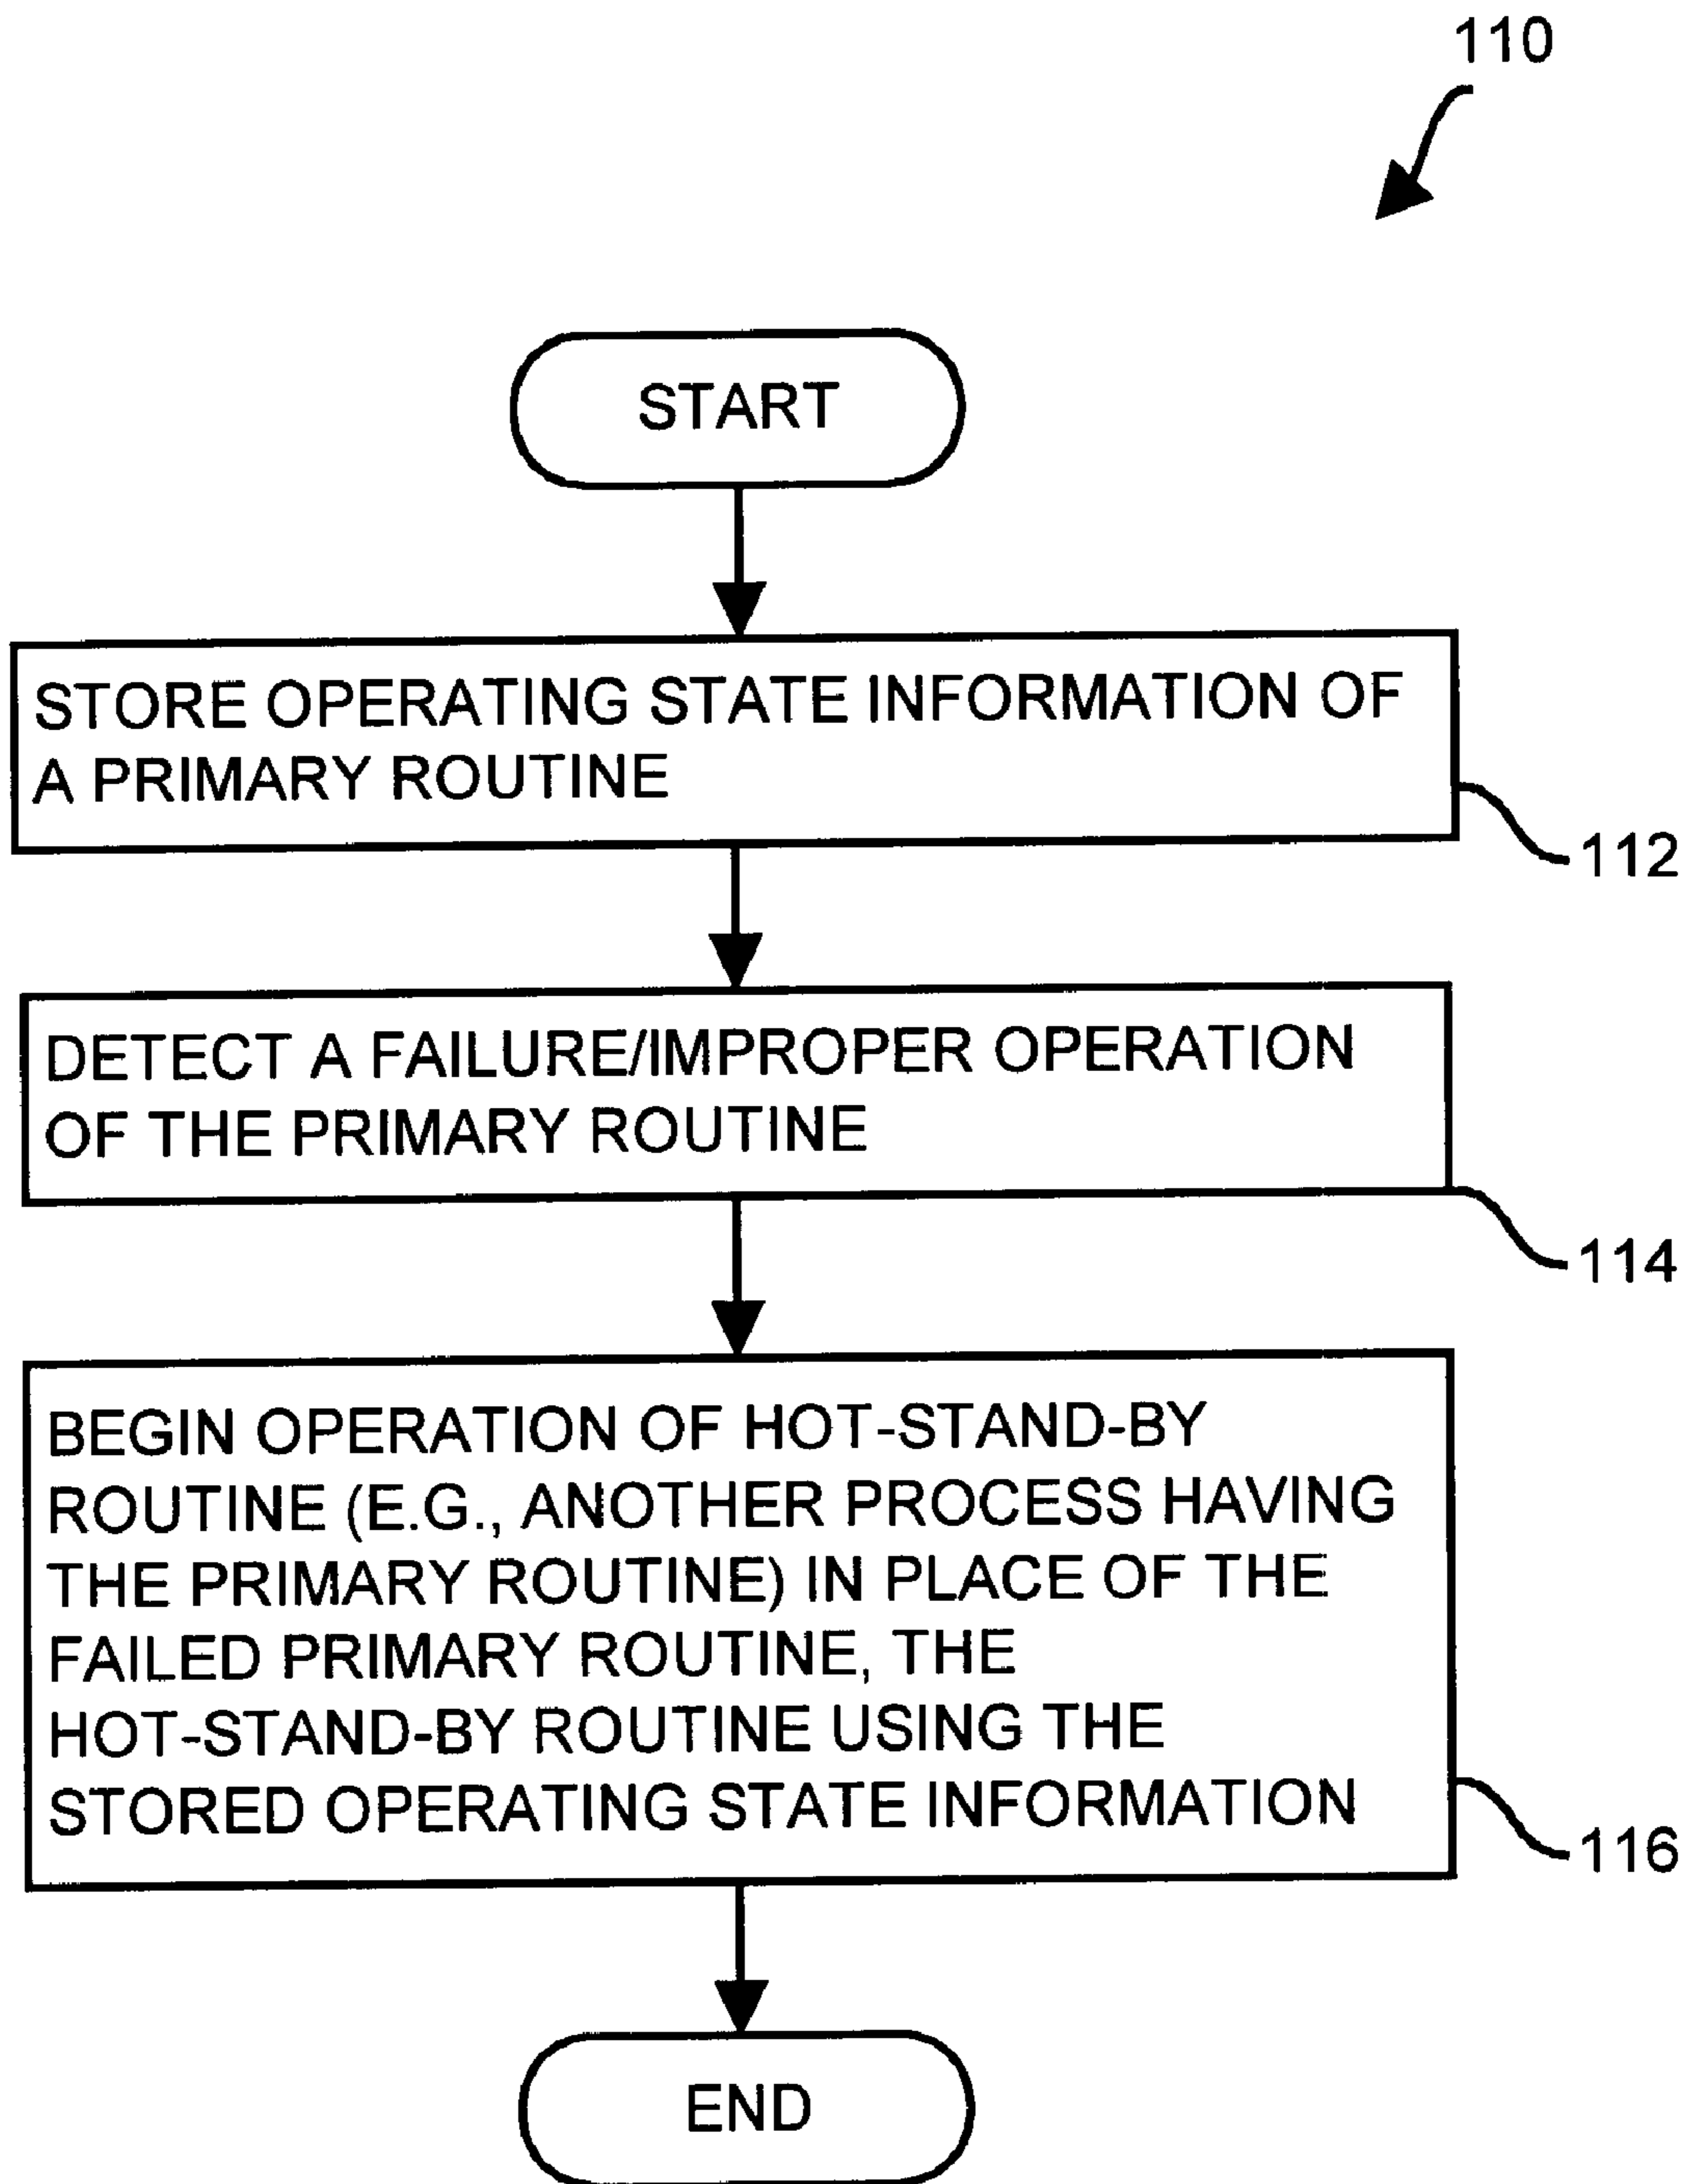 110
START
STORE OPERATING STATE INFORMATION OF
A PRIMARY ROUTINE
112
DETECT A FAILURE/IMPROPER OPERATION
OF THE PRIMARY ROUTINE
114
BEGIN OPERATION OF HOT-STAND-BY
ROUTINE (E.G., ANOTHER PROCESS HAVING
THE PRIMARY ROUTINE) IN PLACE OF THE
FAILED PRIMARY ROUTINE, THE
HOT-STAND-BY ROUTINE USING THE
STORED OPERATING STATE INFORMATION
116
END